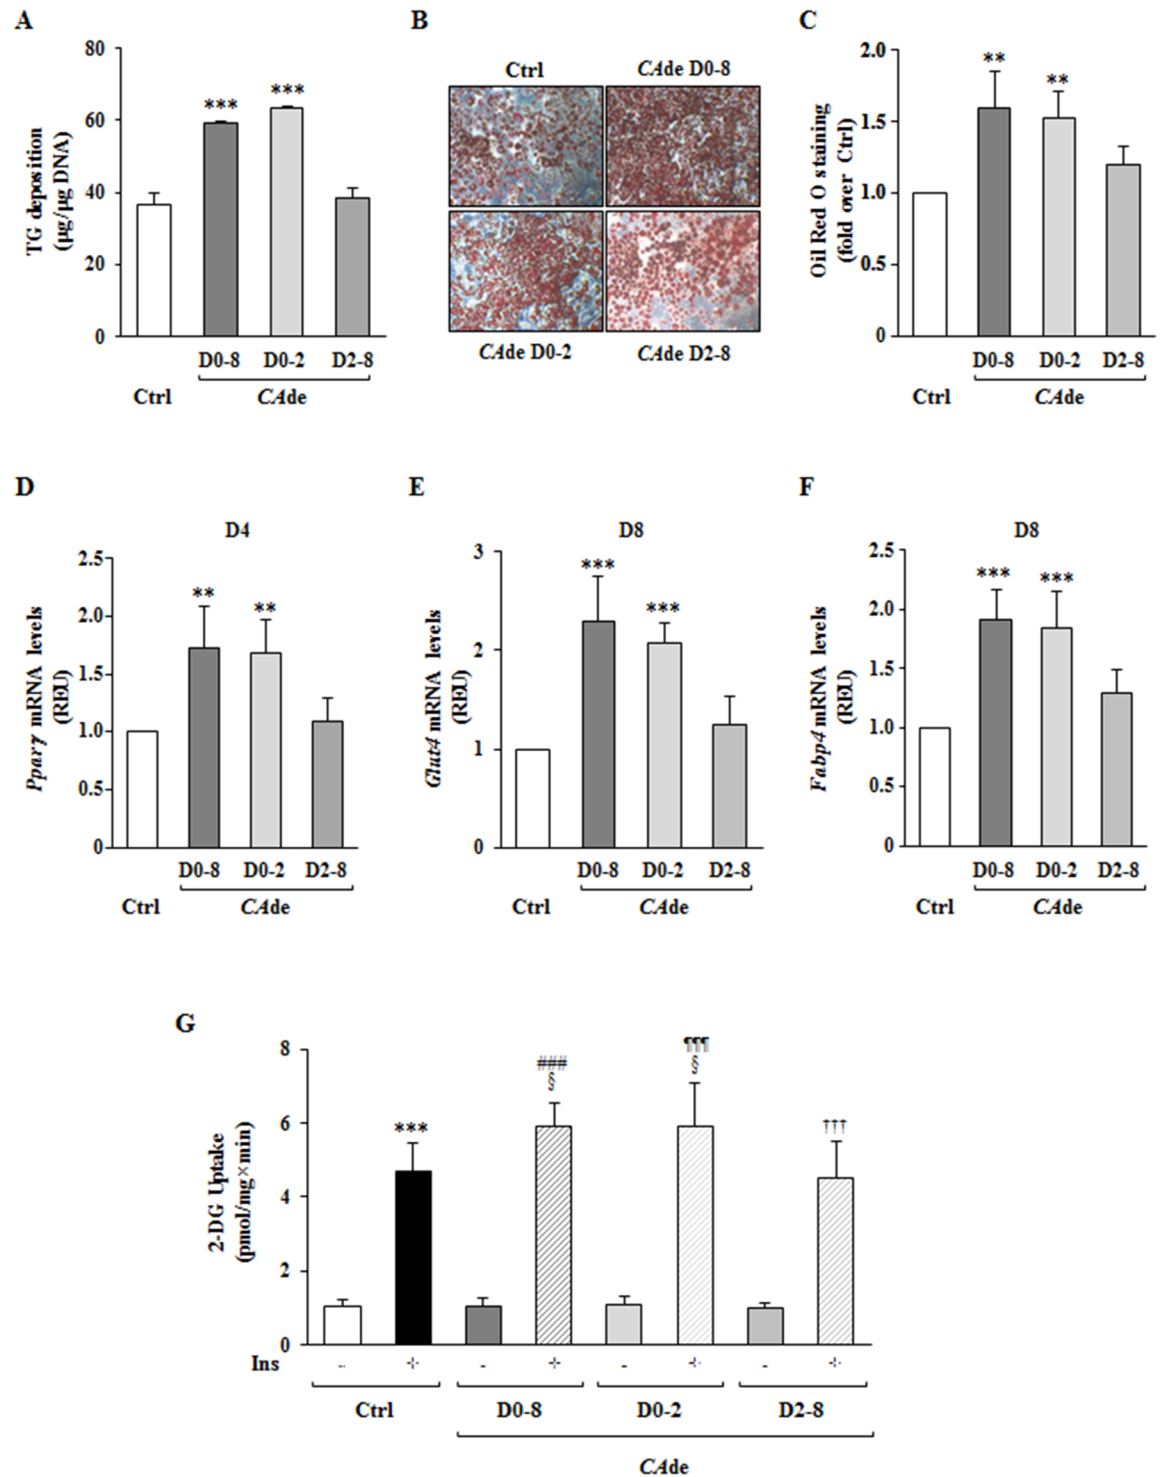 A
TG deposition
(µg/µg DNA)
80
60
40
20
0
***
***
D0-8 D0-2 D2-8
Ctrl CAde
B
Ctrl CAde D0-8
CAde D0-2 CAde D2-8
C
Oil Red O staining
(fold over Ctrl)
2.0
1.5
1.0
0.5
0
**
**
D0-8 D0-2 D2-8
Ctrl CAde
D
D4
Pparγ mRNA levels
(REU)
2.5
2.0
1.5
1.0
0.5
0
**
**
D0-8 D0-2 D2-8
Ctrl CAde
E
D8
Glut4 mRNA levels
(REU)
3
2
1
0
***
***
D0-8 D0-2 D2-8
Ctrl CAde
F
D8
Fabp4 mRNA levels
(REU)
2.5
2.0
1.5
1.0
0.5
0
***
***
D0-8 D0-2 D2-8
Ctrl CAde
G
2-DG Uptake
(pmol/mg×min)
8
6
4
2
0
***
###
§
¶¶¶
§
†††
Ins - + - + - + - +
Ctrl D0-8 D0-2 D2-8
CAde